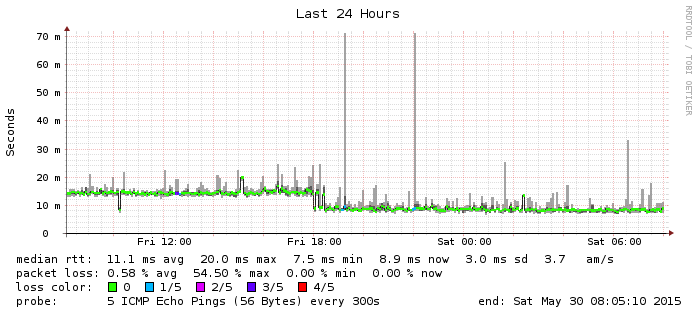 Last 24 Hours
RRDTOOL / TOBI OETIKER
Seconds
70 m
60 m
50 m
40 m
30 m
20 m
10 m
0
Fri 12:00 Fri 18:00 Sat 00:00 Sat 06:00
median rtt: 11.1 ms avg 20.0 ms max 7.5 ms min 8.9 ms now 3.0 ms sd 3.7 am/s
packet loss: 0.58 % avg 54.50 % max 0.00 % min 0.00 % now
loss color: 0 1/5 2/5 3/5 4/5
probe: 5 ICMP Echo Pings (56 Bytes) every 300s end: Sat May 30 08:05:10 2015